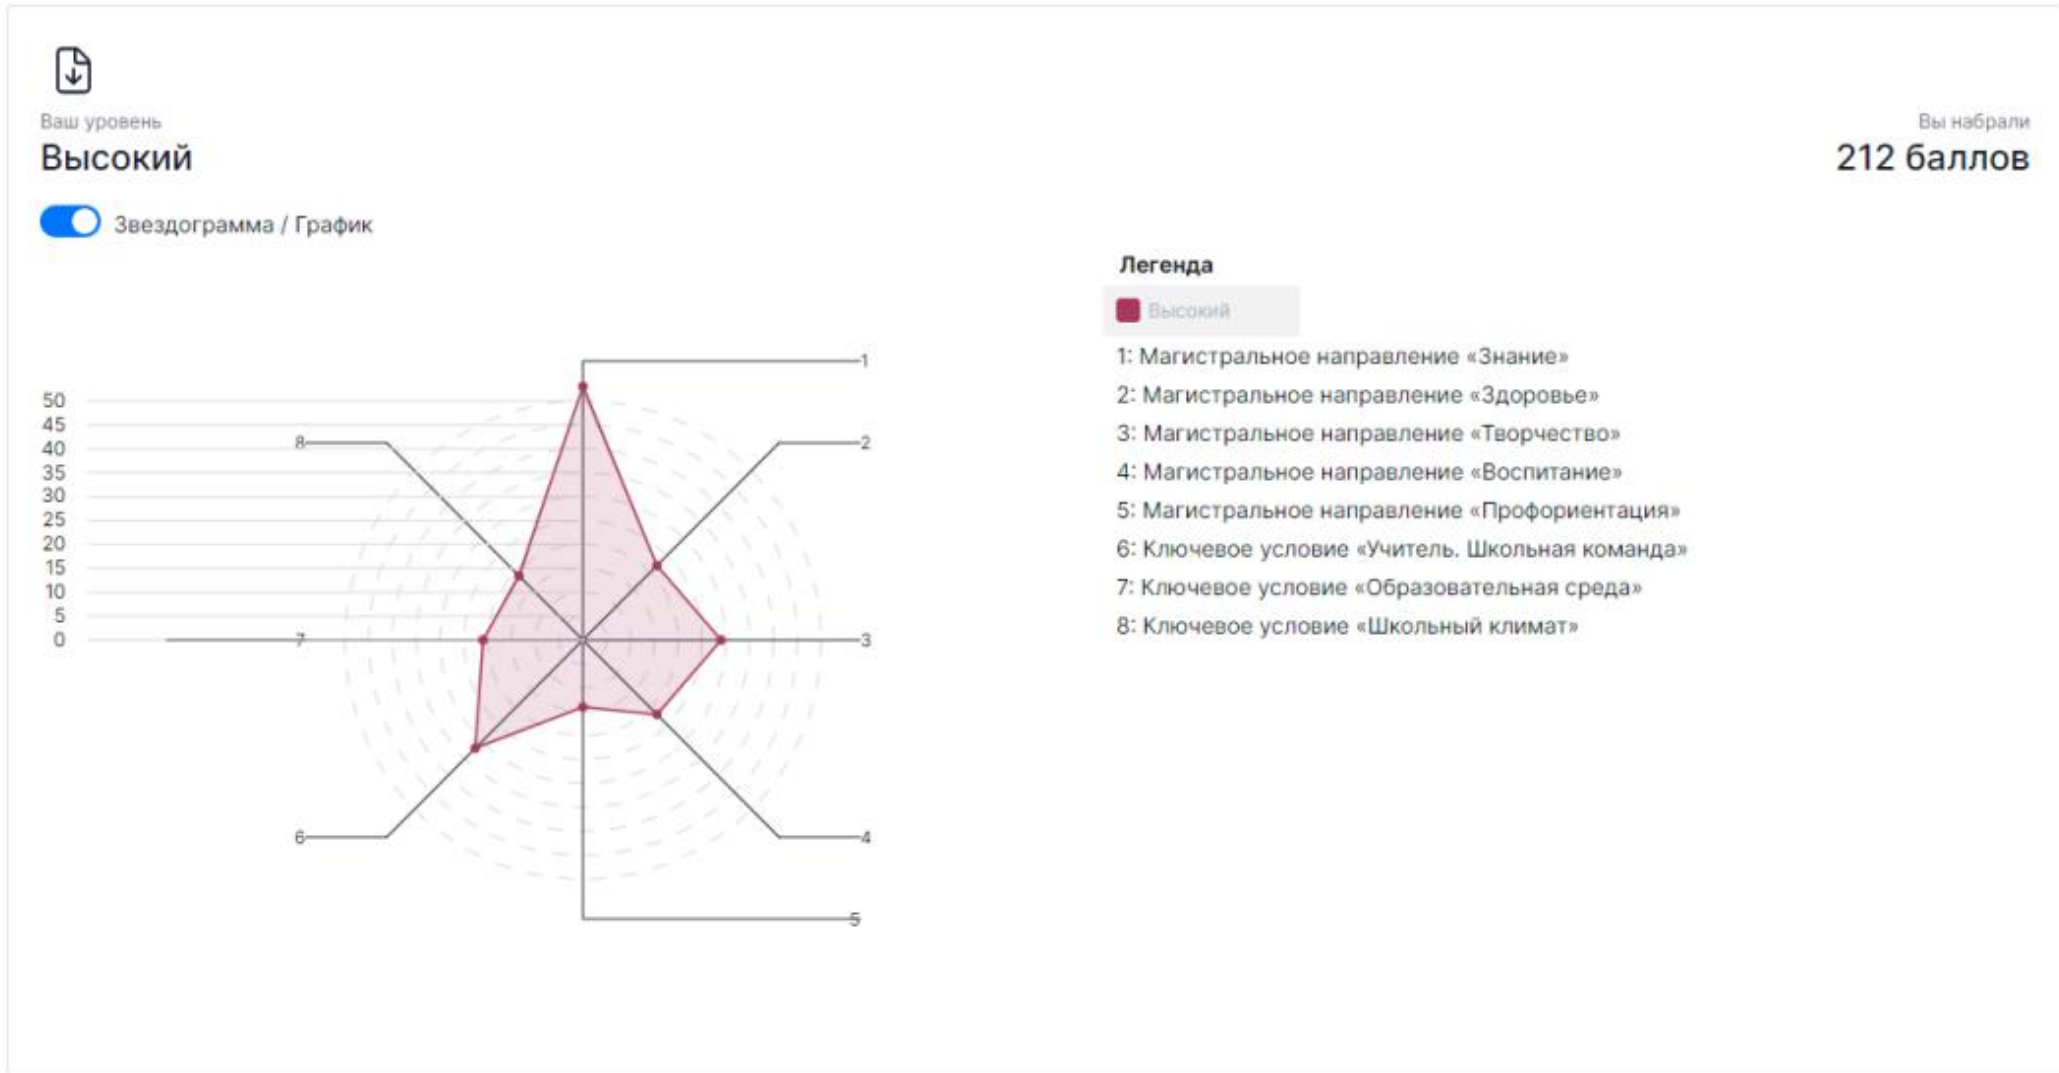 Ваш уровень
Высокий
Вы набрали
212 баллов
Звездограмма / График
Легенда
Высокий
1: Магистральное направление «Знание»
2: Магистральное направление «Здоровье»
3: Магистральное направление «Творчество»
4: Магистральное направление «Воспитание»
5: Магистральное направление «Профориентация»
6: Ключевое условие «Учитель. Школьная команда»
7: Ключевое условие «Образовательная среда»
8: Ключевое условие «Школьный климат»
50
45
40
35
30
25
20
15
10
5
0
1
2
3
4
5
6
7
8